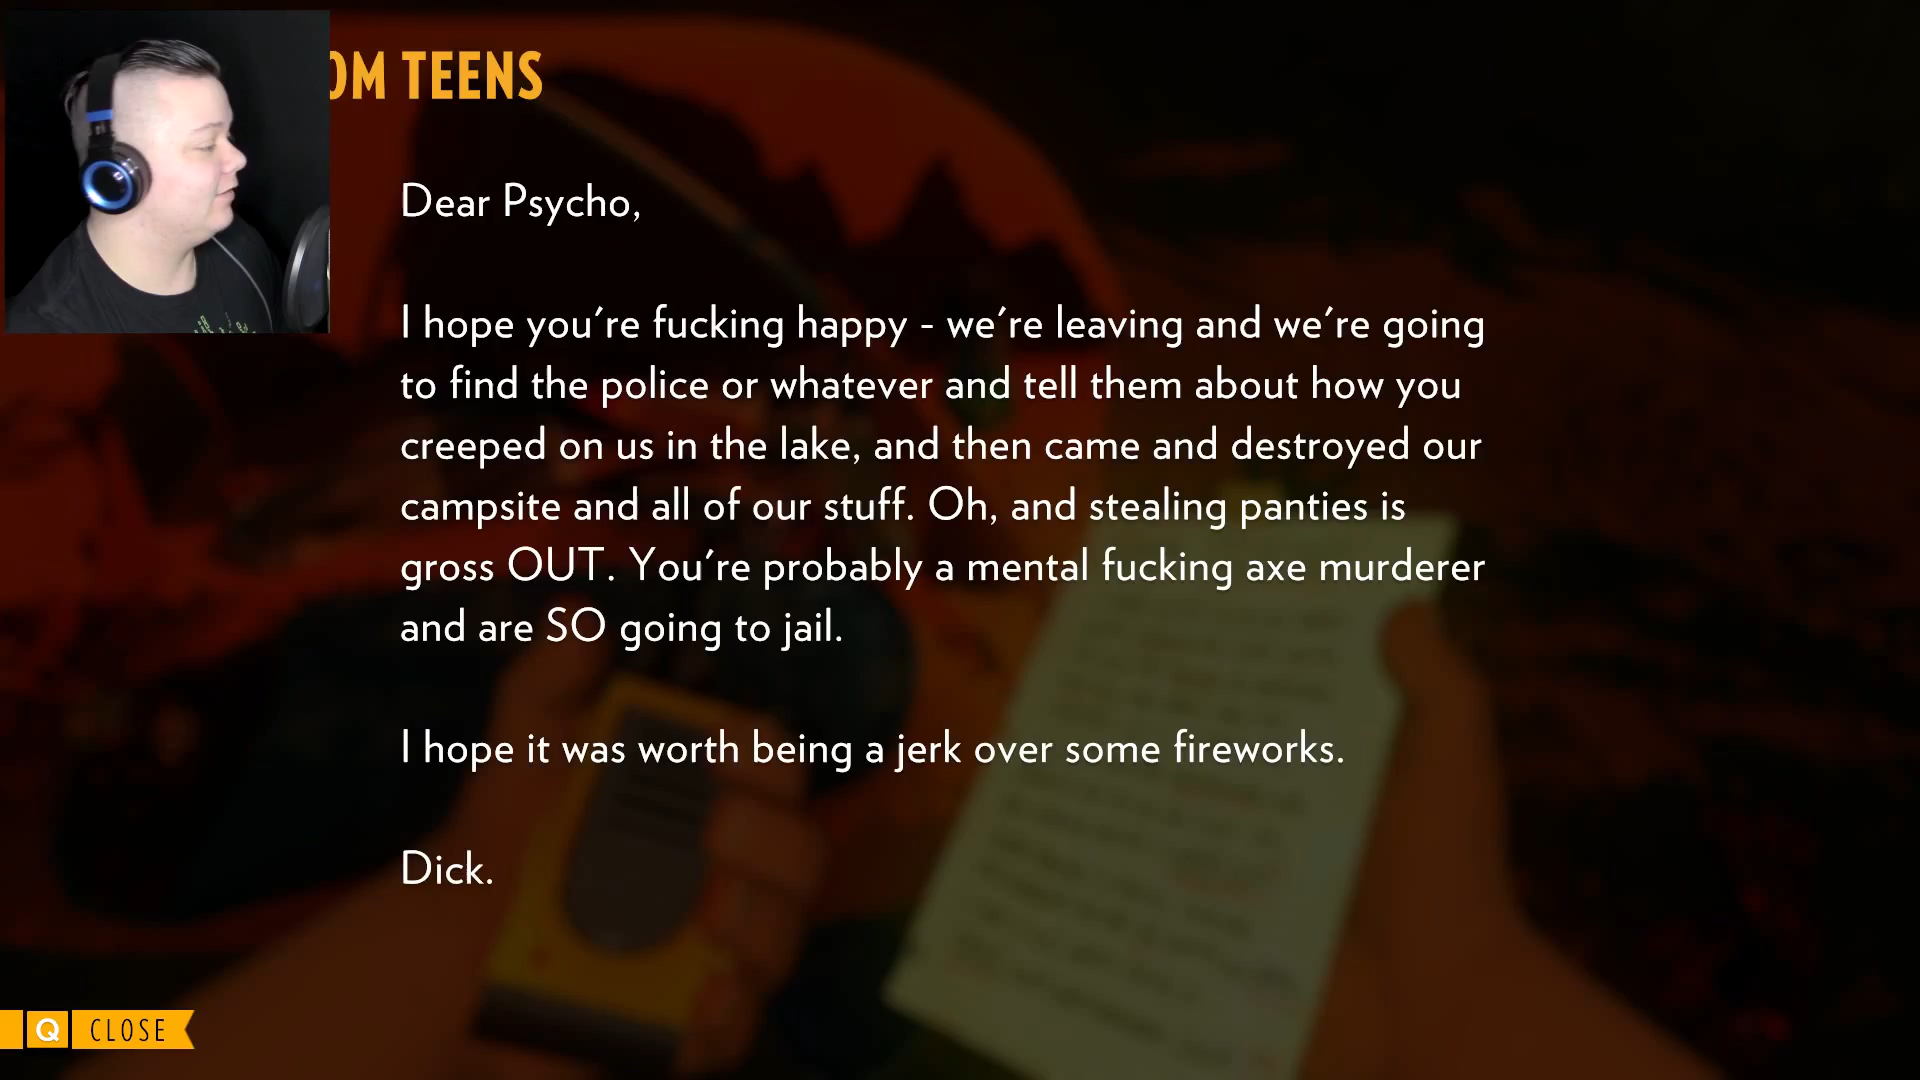 OM TEENS
Dear Psycho,
I hope you're fucking happy - we're leaving and we're going
to find the police or whatever and tell them about how you
creeped on us in the lake, and then came and destroyed our
campsite and all of our stuff. Oh, and stealing panties is
gross OUT. You're probably a mental fucking axe murderer
and are SO going to jail.
I hope it was worth being a jerk over some fireworks.
Dick.
Q CLOSE